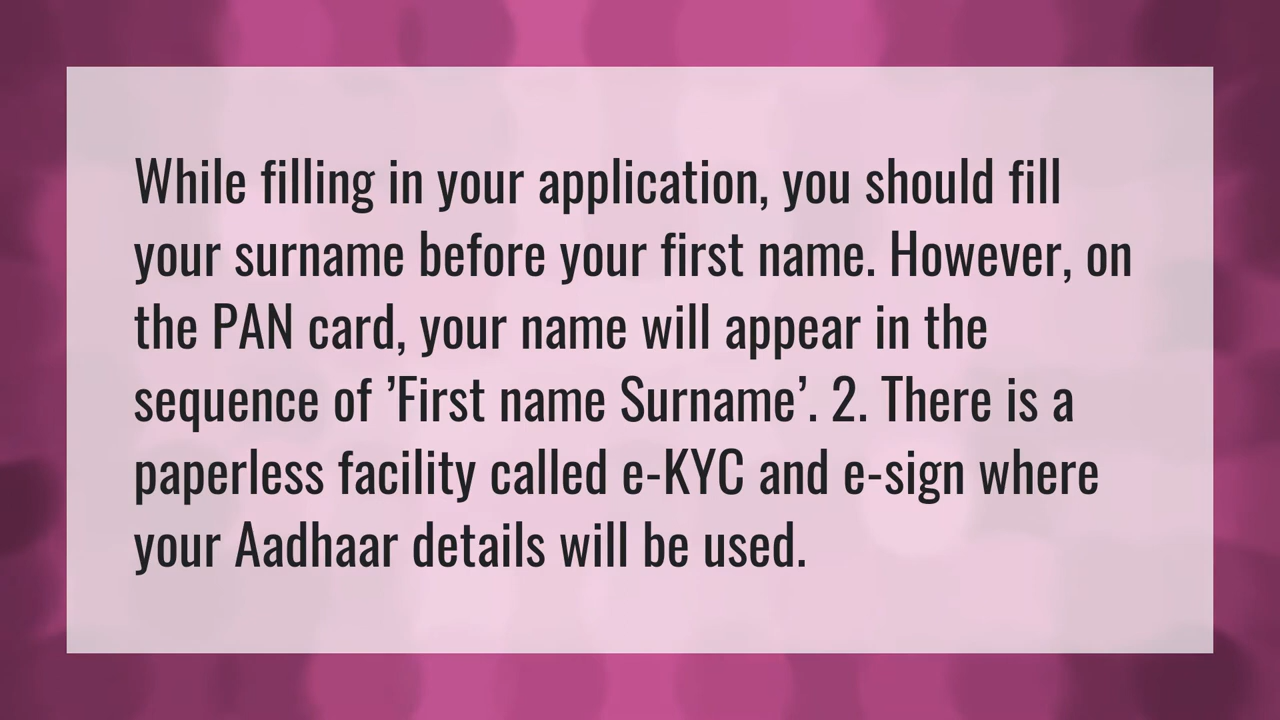 While filling in your application, you should fill
your surname before your first name. However, on
the PAN card, your name will appear in the
sequence of ’First name Surname’. 2. There is a
paperless facility called e-KYC and e-sign where
your Aadhaar details will be used.